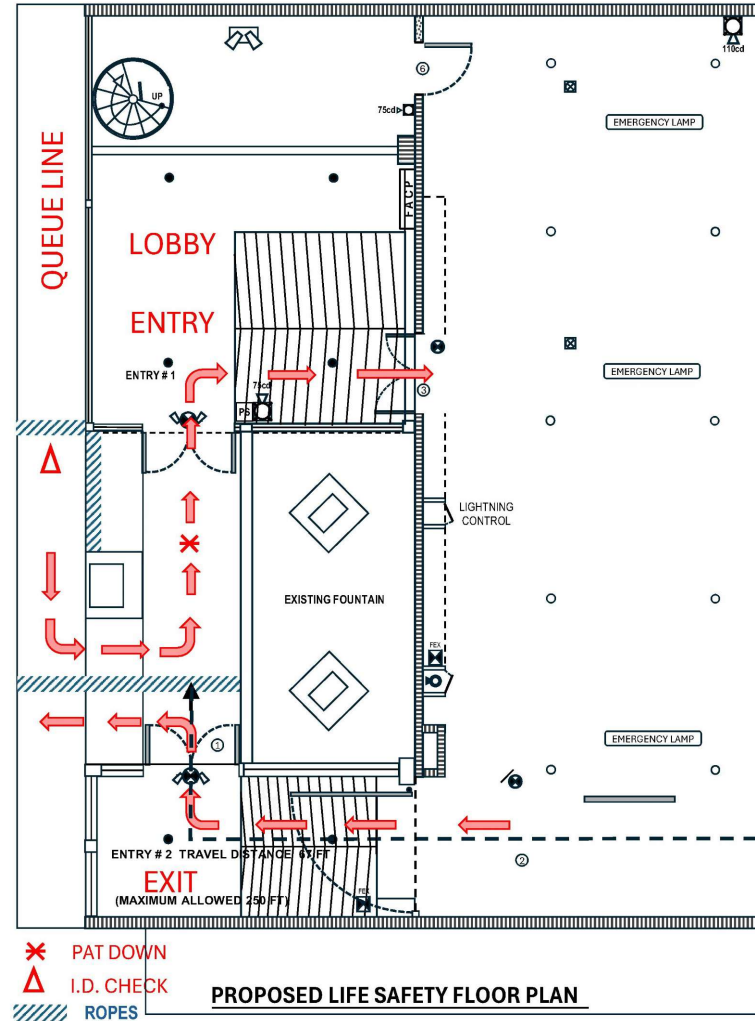 110cd
6
UP
75cd
EMERGENCY LAMP
QUEUE LINE
FACP
LOBBY
ENTRY
ENTRY # 1
EMERGENCY LAMP
75cd
PS
3
LIGHTNING
CONTROL
EXISTING FOUNTAIN
FEX
EMERGENCY LAMP
1
ENTRY # 2 TRAVEL DISTANCE 67 FT
2
EXIT
FEX
(MAXIMUM ALLOWED 250 FT)
PAT DOWN
I.D. CHECK
ROPES
PROPOSED LIFE SAFETY FLOOR PLAN